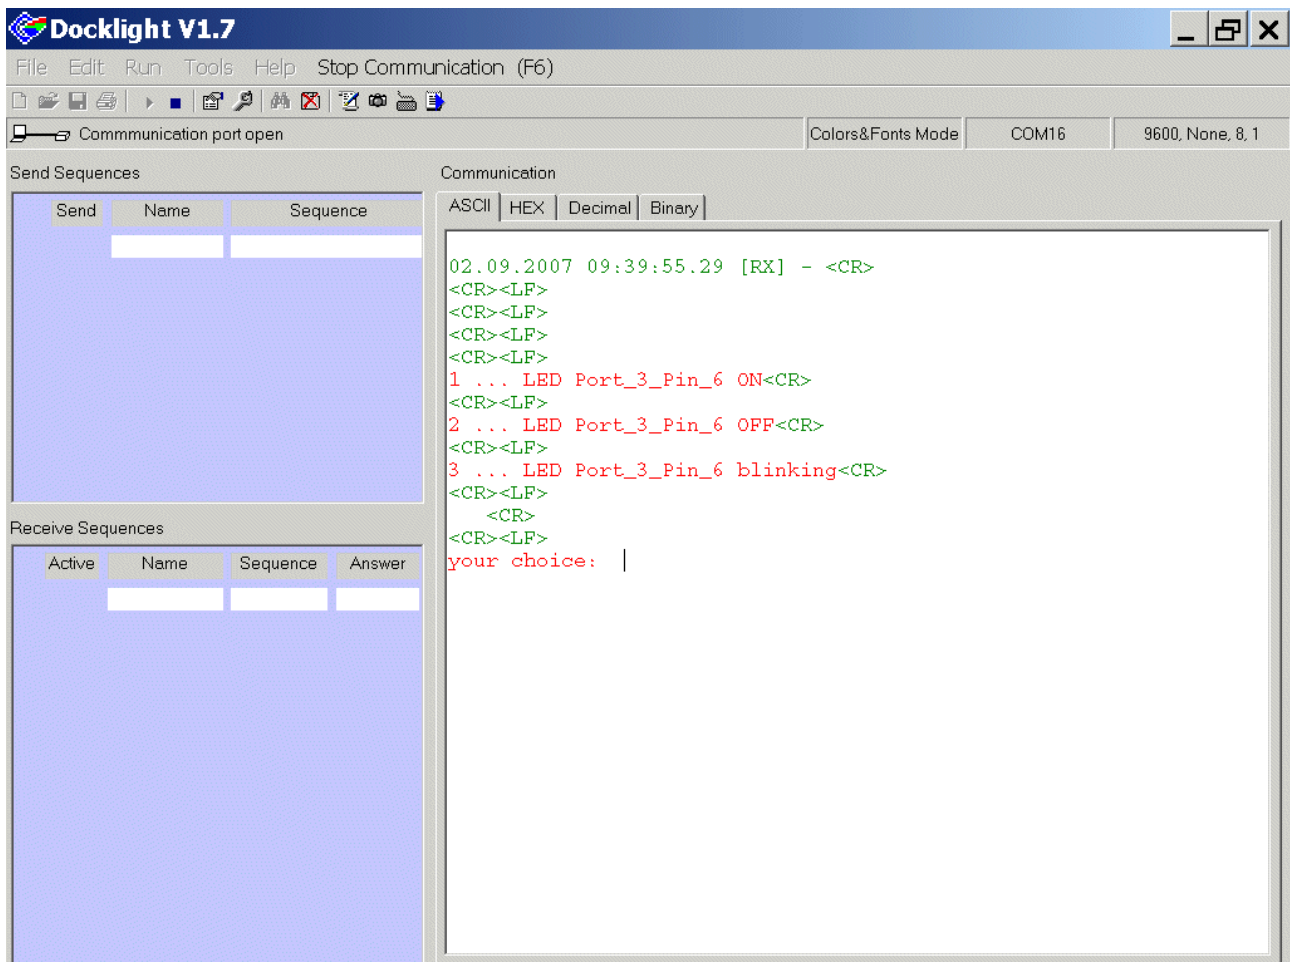 Docklight V1.7
File Edit Run Tools Help Stop Communication (F6)
Commmunication port open Colors&Fonts Mode COM16 9600, None, 8, 1
Send Sequences
Send Name Sequence
Receive Sequences
Active Name Sequence Answer
Communication
ASCII HEX Decimal Binary
02.09.2007 09:39:55.29 [RX] - <CR>
<CR><LF>
<CR><LF>
<CR><LF>
<CR><LF>
1 ... LED Port_3_Pin_6 ON<CR>
<CR><LF>
2 ... LED Port_3_Pin_6 OFF<CR>
<CR><LF>
3 ... LED Port_3_Pin_6 blinking<CR>
<CR><LF>
<CR>
<CR><LF>
your choice: